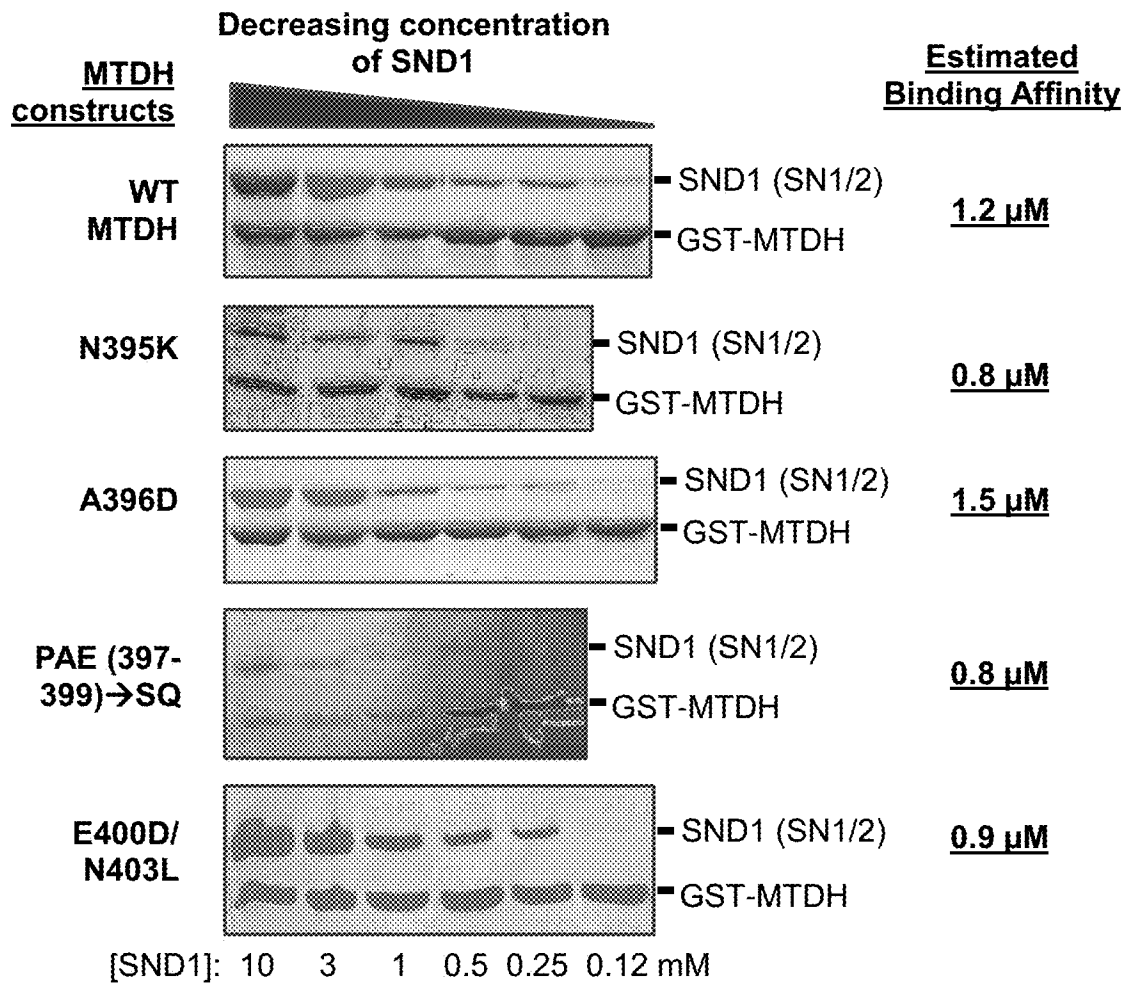 Decreasing concentration
of SND1
MTDH
constructs
Estimated
Binding Affinity
WT
MTDH
SND1 (SN1/2)
GST-MTDH
1.2 µM
N395K
SND1 (SN1/2)
GST-MTDH
0.8 µM
A396D
SND1 (SN1/2)
GST-MTDH
1.5 µM
PAE (397-
399)→SQ
SND1 (SN1/2)
GST-MTDH
0.8 µM
E400D/
N403L
SND1 (SN1/2)
GST-MTDH
0.9 µM
[SND1]: 10 3 1 0.5 0.25 0.12 mM